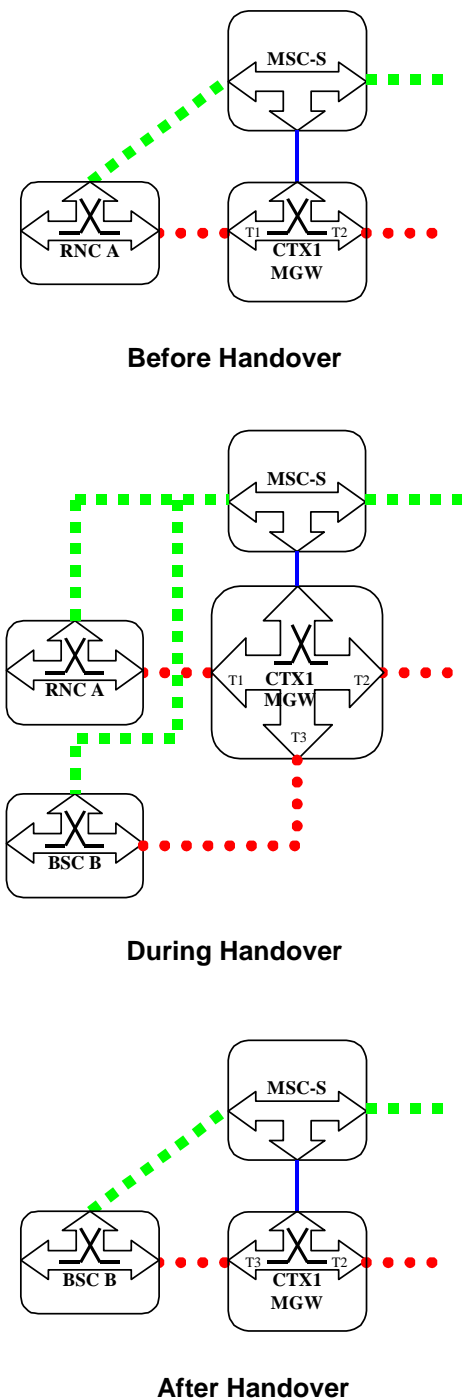 MSC-S
RNC A
T1
T2
CTX1
MGW
Before Handover
MSC-S
RNC A
T1
CTX1
T2
MGW
T3
BSC B
During Handover
MSC-S
BSC B
T3
T2
CTX1
MGW
After Handover